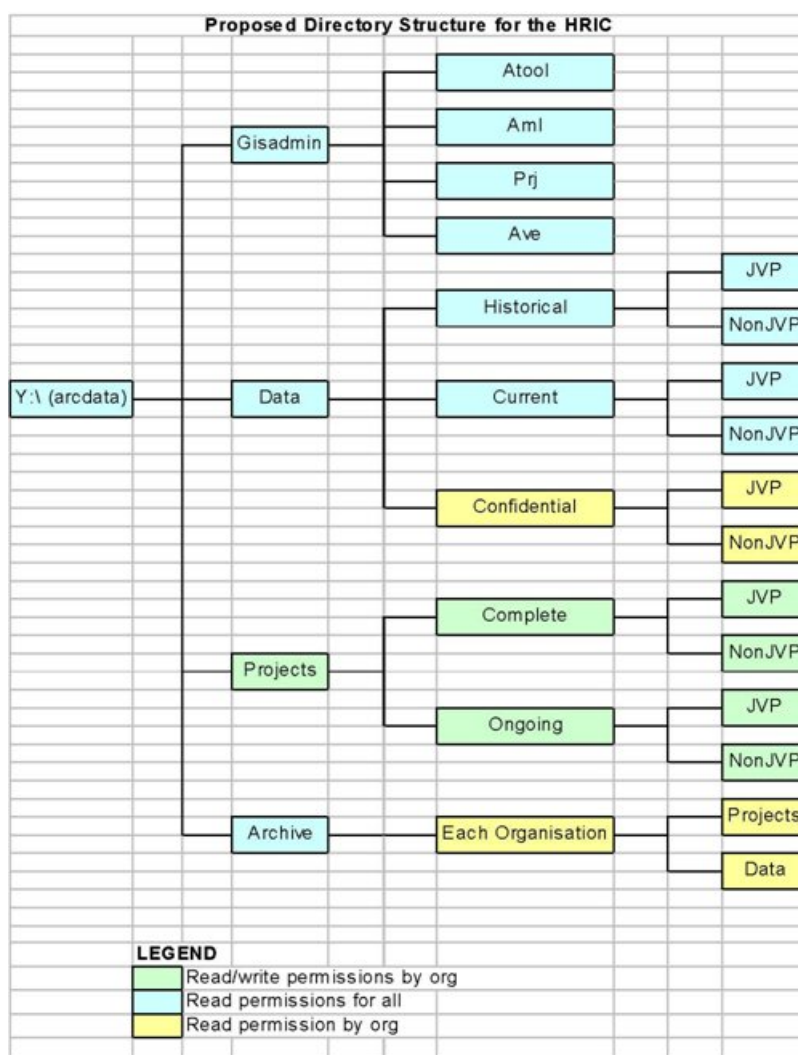 Proposed Directory Structure for the HRIC
Atool
Aml
Gisadmin
Prj
Ave
JVP
Historical
NonJVP
JVP
Y:\ (arcdata)
Data
Current
NonJVP
JVP
Confidential
NonJVP
JVP
Complete
NonJVP
Projects
JVP
Ongoing
NonJVP
Projects
Archive
Each Organisation
Data
LEGEND
Read/write permissions by org
Read permissions for all
Read permission by org